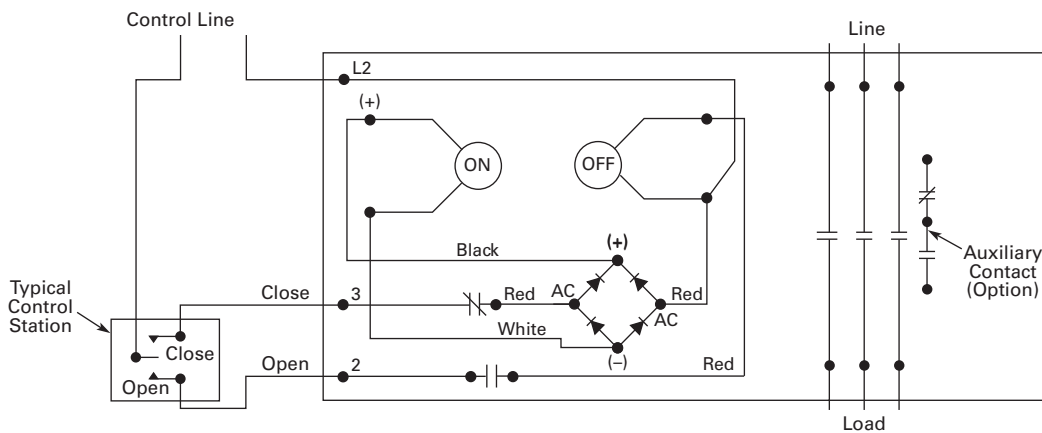 Control Line
Line
L2
(+)
ON
OFF
Black
(+)
Auxiliary
Contact
(Option)
Typical
Control
Station
Close
3
Red
AC
Red
AC
White
Close
(–)
Open
Open
2
Red
Load